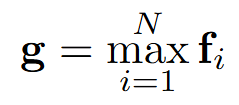 g = max_{i=1}^{N} f_i